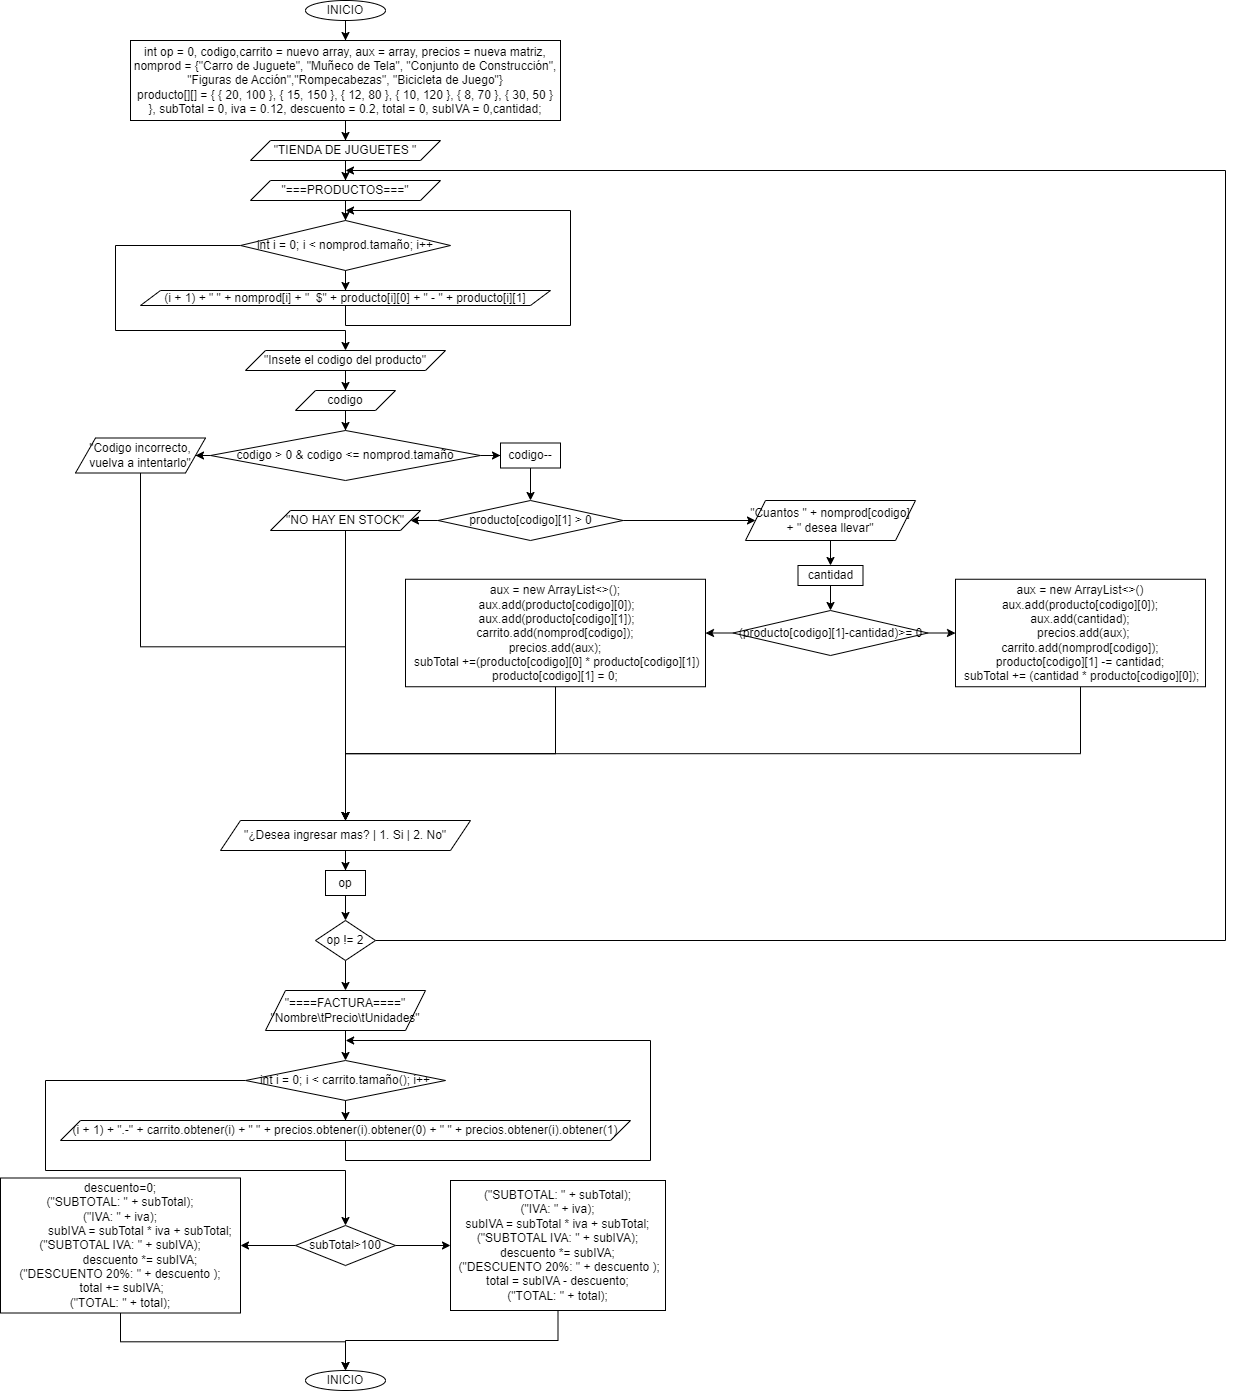 INICIO
int op = 0, codigo,carrito = nuevo array, aux = array, precios = nueva matriz,
nomprod = {"Carro de Juguete", "Muñeco de Tela", "Conjunto de Construcción",
"Figuras de Acción","Rompecabezas", "Bicicleta de Juego"}
producto[][] = { { 20, 100 }, { 15, 150 }, { 12, 80 }, { 10, 120 }, { 8, 70 }, { 30, 50 }
}, subTotal = 0, iva = 0.12, descuento = 0.2, total = 0, subIVA = 0,cantidad;
"TIENDA DE JUGUETES "
"===PRODUCTOS==="
int i = 0; i < nomprod.tamaño; i++
(i + 1) + " " + nomprod[i] + "  $" + producto[i][0] + " - " + producto[i][1]
"Insete el codigo del producto"
codigo
codigo > 0 & codigo <= nomprod.tamaño
"Codigo incorrecto,
vuelva a intentarlo"
codigo--
producto[codigo][1] > 0
"NO HAY EN STOCK"
"Cuantos " + nomprod[codigo]
+ " desea llevar"
cantidad
(producto[codigo][1]-cantidad)>= 0
aux = new ArrayList<>();
aux.add(producto[codigo][0]);
aux.add(producto[codigo][1]);
carrito.add(nomprod[codigo]);
precios.add(aux);
subTotal +=(producto[codigo][0] * producto[codigo][1])
producto[codigo][1] = 0;
aux = new ArrayList<>()
aux.add(producto[codigo][0]);
aux.add(cantidad);
precios.add(aux);
carrito.add(nomprod[codigo]);
producto[codigo][1] -= cantidad;
subTotal += (cantidad * producto[codigo][0]);
"¿Desea ingresar mas? | 1. Si | 2. No"
op
op != 2
"====FACTURA===="
"Nombre\tPrecio\tUnidades"
int i = 0; i < carrito.tamaño(); i++
(i + 1) + ".-" + carrito.obtener(i) + " " + precios.obtener(i).obtener(0) + " " + precios.obtener(i).obtener(1)
subTotal>100
descuento=0;
("SUBTOTAL: " + subTotal);
("IVA: " + iva);
subIVA = subTotal * iva + subTotal;
("SUBTOTAL IVA: " + subIVA);
descuento *= subIVA;
("DESCUENTO 20%: " + descuento );
total += subIVA;
("TOTAL: " + total);
("SUBTOTAL: " + subTotal);
("IVA: " + iva);
subIVA = subTotal * iva + subTotal;
("SUBTOTAL IVA: " + subIVA);
descuento *= subIVA;
("DESCUENTO 20%: " + descuento );
total = subIVA - descuento;
("TOTAL: " + total);
INICIO